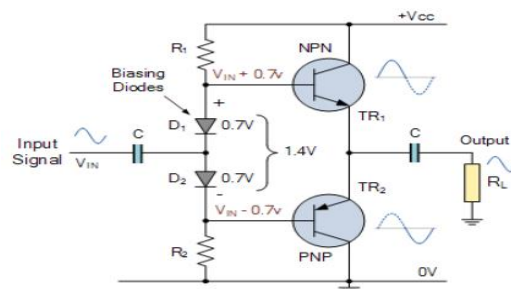 +Vcc
R₁
NPN
Biasing
Diodes
V_IN + 0.7v
+
D₁
0.7V
TR₁
Input
Signal
V_IN
C
1.4V
C
Output
R_L
D₂
0.7V
-
TR₂
V_IN - 0.7v
R₂
PNP
0V